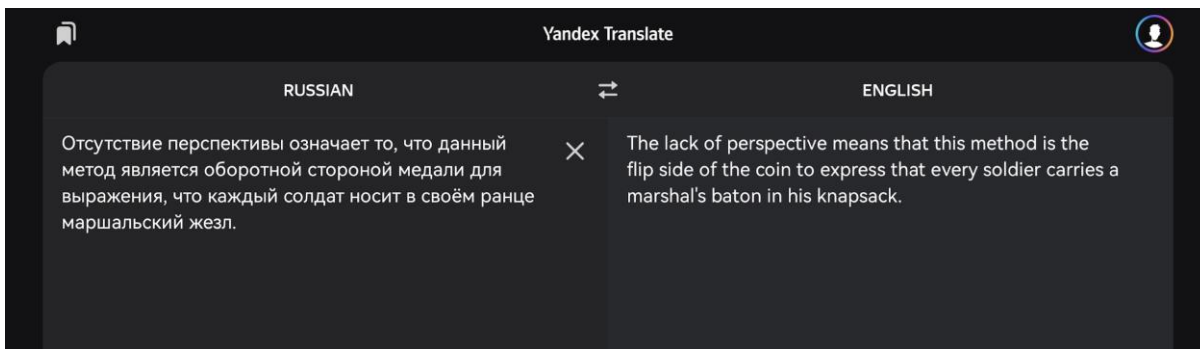 Yandex Translate
RUSSIAN
ENGLISH
Отсутствие перспективы означает то, что данный
метод является оборотной стороной медали для
выражения, что каждый солдат носит в своём ранце
маршальский жезл.
The lack of perspective means that this method is the
flip side of the coin to express that every soldier carries a
marshal's baton in his knapsack.